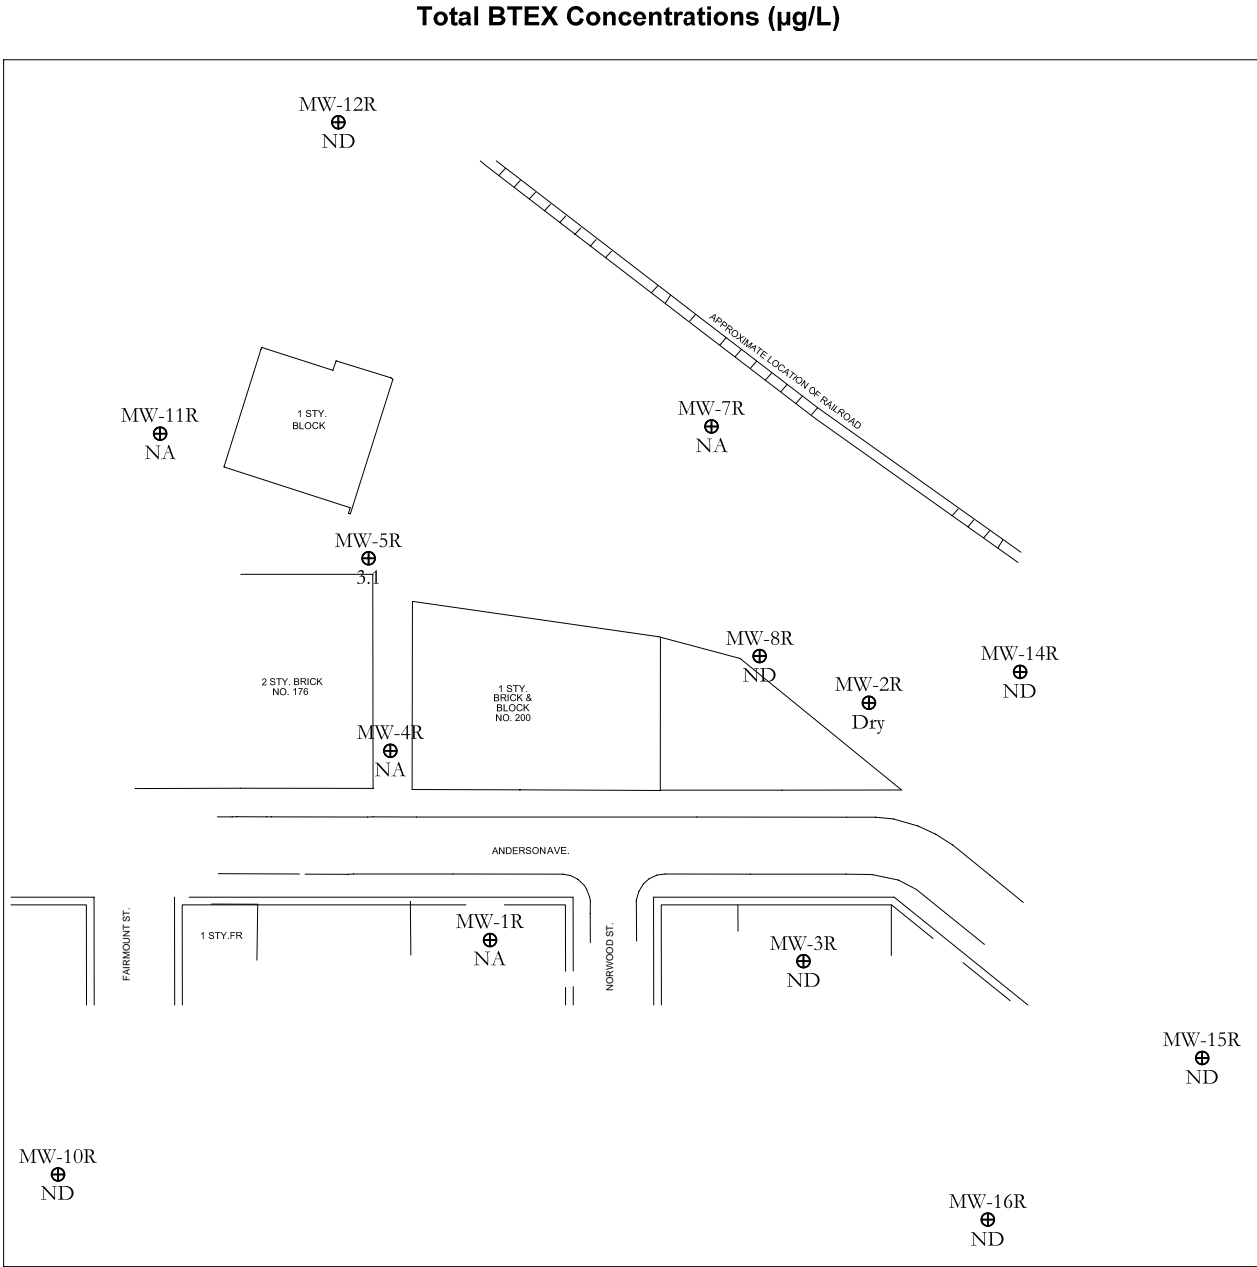 Total BTEX Concentrations (µg/L)
MW-12R
ND
APPROXIMATE LOCATION OF RAILROAD
MW-11R
NA
1 STY.
BLOCK
MW-7R
NA
MW-5R
3.1
MW-8R
ND
MW-14R
ND
MW-2R
Dry
2 STY. BRICK
NO. 176
1 STY.
BRICK &
BLOCK
NO. 200
MW-4R
NA
ANDERSON AVE.
FAIRMOUNT ST.
1 STY.FR
MW-1R
NA
NORWOOD ST.
MW-3R
ND
MW-15R
ND
MW-10R
ND
MW-16R
ND